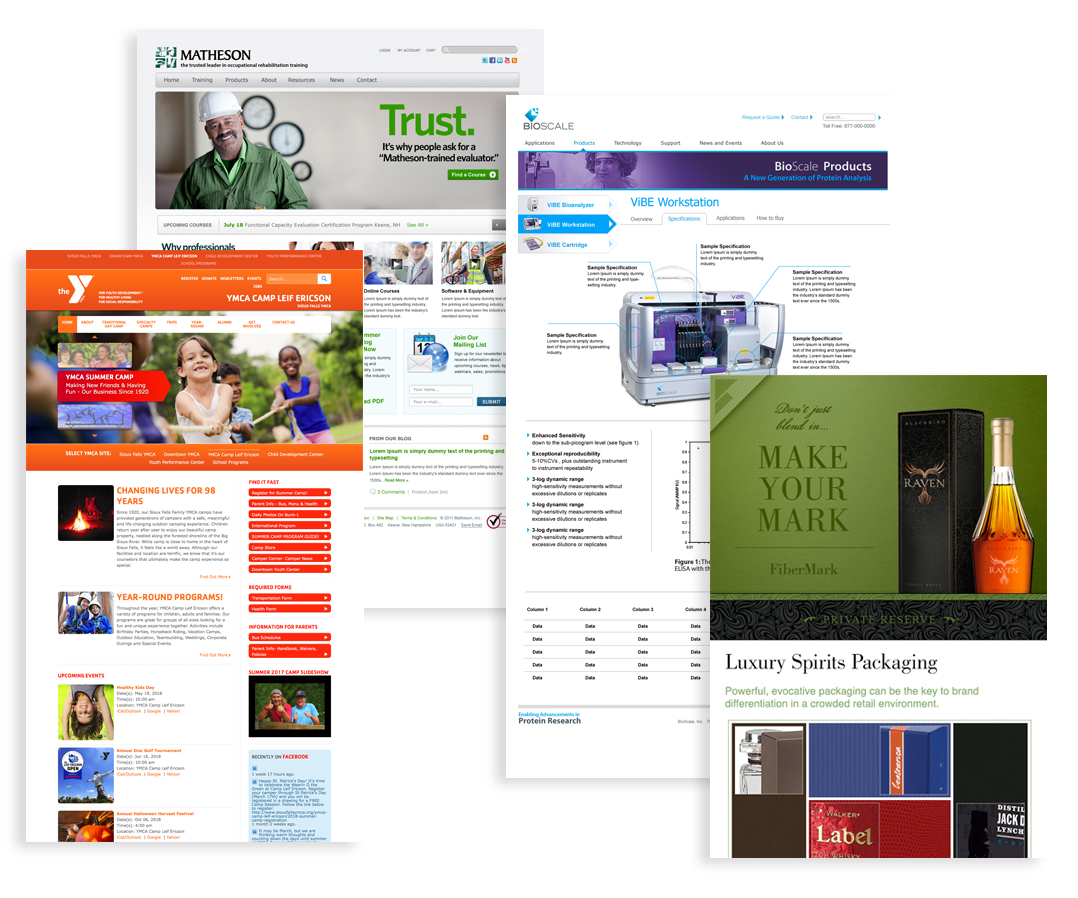 MATHESON
the trusted leader in occupational rehabilitation training
LOGIN MY ACCOUNT CART
Home Training Products About Resources News Contact
Trust.
It's why people ask for a
"Matheson-trained evaluator."
Find a Course
UPCOMING COURSES July 18 Functional Capacity Evaluation Certification Program Keene, NH See All »
Why professionals
Online Courses
Lorem Ipsum is simply
dummy text of the printing
and typesetting industry.
Software & Equipment
Lorem Ipsum is simply
dummy text of the printing
and typesetting industry.
Join Our
Mailing List
Sign up for our newsletter
receive information about
upcoming courses, news,
webinars, sales, promotions
Your name...
Your e-mail...
SUBMIT
ad PDF
FROM OUR BLOG
Lorem Ipsum is simply dummy text of the printing and
typesetting
Lorem Ipsum is simply dummy text of the printing and typesetting industry. Lorem
Ipsum has been the industry's standard dummy text ever since the
1500s. Read More »
3 Comments | Posted June 2nd
Site Map | Terms & Conditions © 2011 Matheson.
Box 402 Keene, New Hampshire USA 03431 Send Email
BIOSCALE
Request a Quote Contact search...
Toll Free: 877-000-0000
Applications Products Technology Support News and Events About Us
BioScale Products
A New Generation of Protein Analysis
ViBE Bioanalyzer
ViBE Workstation
ViBE Cartridge
ViBE Workstation
Overview Specifications Applications How to Buy
Sample Specification
Lorem Ipsum is simply dummy
text of the printing and typesetting
industry.
Sample Specification
Lorem Ipsum is simply dummy
text of the printing and type-
setting industry.
Sample Specification
Lorem Ipsum is simply dummy
text of the printing and typesetting
industry. Lorem Ipsum has been
the industry's standard dummy
text ever since the 1500s.
Sample Specification
Lorem Ipsum is simply dummy
text of the printing and typesetting
industry.
Sample Specification
Lorem Ipsum is simply dummy
text of the printing and typesetting
industry. Lorem Ipsum has been
the industry's standard dummy
text ever since the 1500s.
ViBE
BIOSCALE
Enhanced Sensitivity
down to the sub-picogram level (see figure 1)
Exceptional reproducibility
5-10%CVs , plus outstanding instrument
to instrument repeatability
3-log dynamic range
high-sensitivity measurements without
excessive dilutions or replicates
3-log dynamic range
high-sensitivity measurements without
excessive dilutions or replicates
3-log dynamic range
high-sensitivity measurements without
excessive dilutions or replicates
0.01
Figure 1: The
ELISA with th
Column 1 Column 2 Column 3 Column 4
Data Data Data Data
Data Data Data Data
Data Data Data Data
Data Data Data Data
Data Data Data Data
Enabling Advancements in
Protein Research
BioScale, Inc.
SIOUX FALLS YMCA DOWNTOWN YMCA YMCA CAMP LEIF ERICSON CHILD DEVELOPMENT CENTER YOUTH PERFORMANCE CENTER
SCHOOL PROGRAMS
the Y
FOR YOUTH DEVELOPMENT
FOR HEALTHY LIVING
FOR SOCIAL RESPONSIBILITY
REGISTER DONATE NEWSLETTERS EVENTS
JOBS
Search...
YMCA CAMP LEIF ERICSON
SIOUX FALLS YMCA
HOME ABOUT TRADITIONAL DAY CAMP SPECIALTY CAMPS TRIPS YEAR-ROUND ALUMNI GET INVOLVED CONTACT US
YMCA SUMMER CAMP
Making New Friends & Having
Fun - Our Business Since 1920
SELECT YMCA SITE: Sioux Falls YMCA Downtown YMCA YMCA Camp Leif Ericson Child Development Center
Youth Performance Center School Programs
CHANGING LIVES FOR 98
YEARS
Since 1920, our Sioux Falls Family YMCA camps have
provided generations of campers with a safe, meaningful
and life-changing outdoor camping experience. Children
return year after year to enjoy our beautiful camp
property, nestled along the forested shoreline of the Big
Sioux River. While camp is close to home in the heart of
Sioux Falls, it feels like a world away. Although our
facilities and location are terrific, we know that it's our
counselors that ultimately make the camp experience so
special.
Find Out More
YEAR-ROUND PROGRAMS!
Throughout the year, YMCA Camp Leif Ericson offers a
variety of programs for children, adults and families. Our
programs are great for groups of all sizes looking for a
fun and unique experience together. Activities include
Birthday Parties, Horseback Riding, Vacation Camps,
Outdoor Education, Teambuilding, Weddings, Corporate
Outings and Special Events.
Find Out More
UPCOMING EVENTS
Healthy Kids Day
Date(s): May 19, 2018
Time(s): 10:00 am
Location: YMCA Camp Leif Ericson
iCal/Outlook | Google | Yahoo!
Annual Disc Golf Tournament
Date(s): Jun 16, 2018
Time(s): 10:00 am
Location: YMCA Camp Leif Ericson
iCal/Outlook | Google | Yahoo!
Annual Halloween Harvest Festival
Date(s): Oct 06, 2018
Time(s): 4:00 pm
Location: YMCA Camp Leif Ericson
iCal/Outlook | Google | Yahoo!
FIND IT FAST
Register for Summer Camp!
Parent Info - Bus, Menu & Health
Daily Photos On Bunk-1
International Program
SUMMER CAMP PROGRAM GUIDE!
Camp Store
Camper Corner- Camper News
Downtown Youth Center
REQUIRED FORMS
Transportation Form
Health Form
INFORMATION FOR PARENTS
Bus Schedules
Parent Info- Handbook, Waivers,
Policies
SUMMER 2017 CAMP SLIDESHOW
RECENTLY ON FACEBOOK
1 week 17 hours ago.
Happy St. Patrick's Day! It's time
to celebrate the Wearin O' the
Green at Camp Leif Ericson. Register
your camper through St Patrick's Day
(March 17th) and you will be
registered in a drawing for a FREE
Camp Session. Follow the link below
to register:
1 month 2 weeks ago.
It may be March, but we are
thinking warm thoughts and
counting down the days until summer
Don't just
blend in...
MAKE
YOUR
MARK
FiberMark
RAVEN
RAVEN
PRIVATE RESERVE
Luxury Spirits Packaging
Powerful, evocative packaging can be the key to brand
differentiation in a crowded retail environment.
WALKER
Label
DISTIL
JACK D
LYNCH